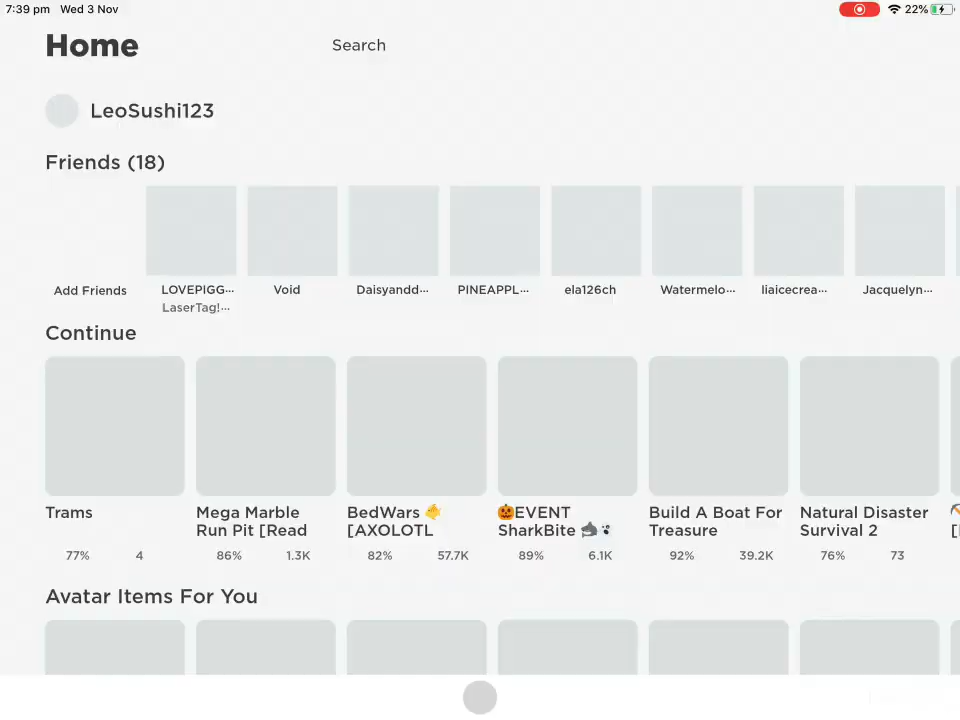 7:39 pm Wed 3 Nov 22%
Home Search
LeoSushi123
Friends (18)
Add Friends LOVEPIGG... Void Daisyandd... PINEAPPL... ela126ch Watermelo... liaicecrea... Jacquelyn...
LaserTag!...
Continue
Trams Mega Marble BedWars 🐠 🎃EVENT Build A Boat For Natural Disaster
Run Pit [Read [AXOLOTL SharkBite 🦈 Treasure Survival 2 [
77% 4 86% 1.3K 82% 57.7K 89% 6.1K 92% 39.2K 76% 73
Avatar Items For You